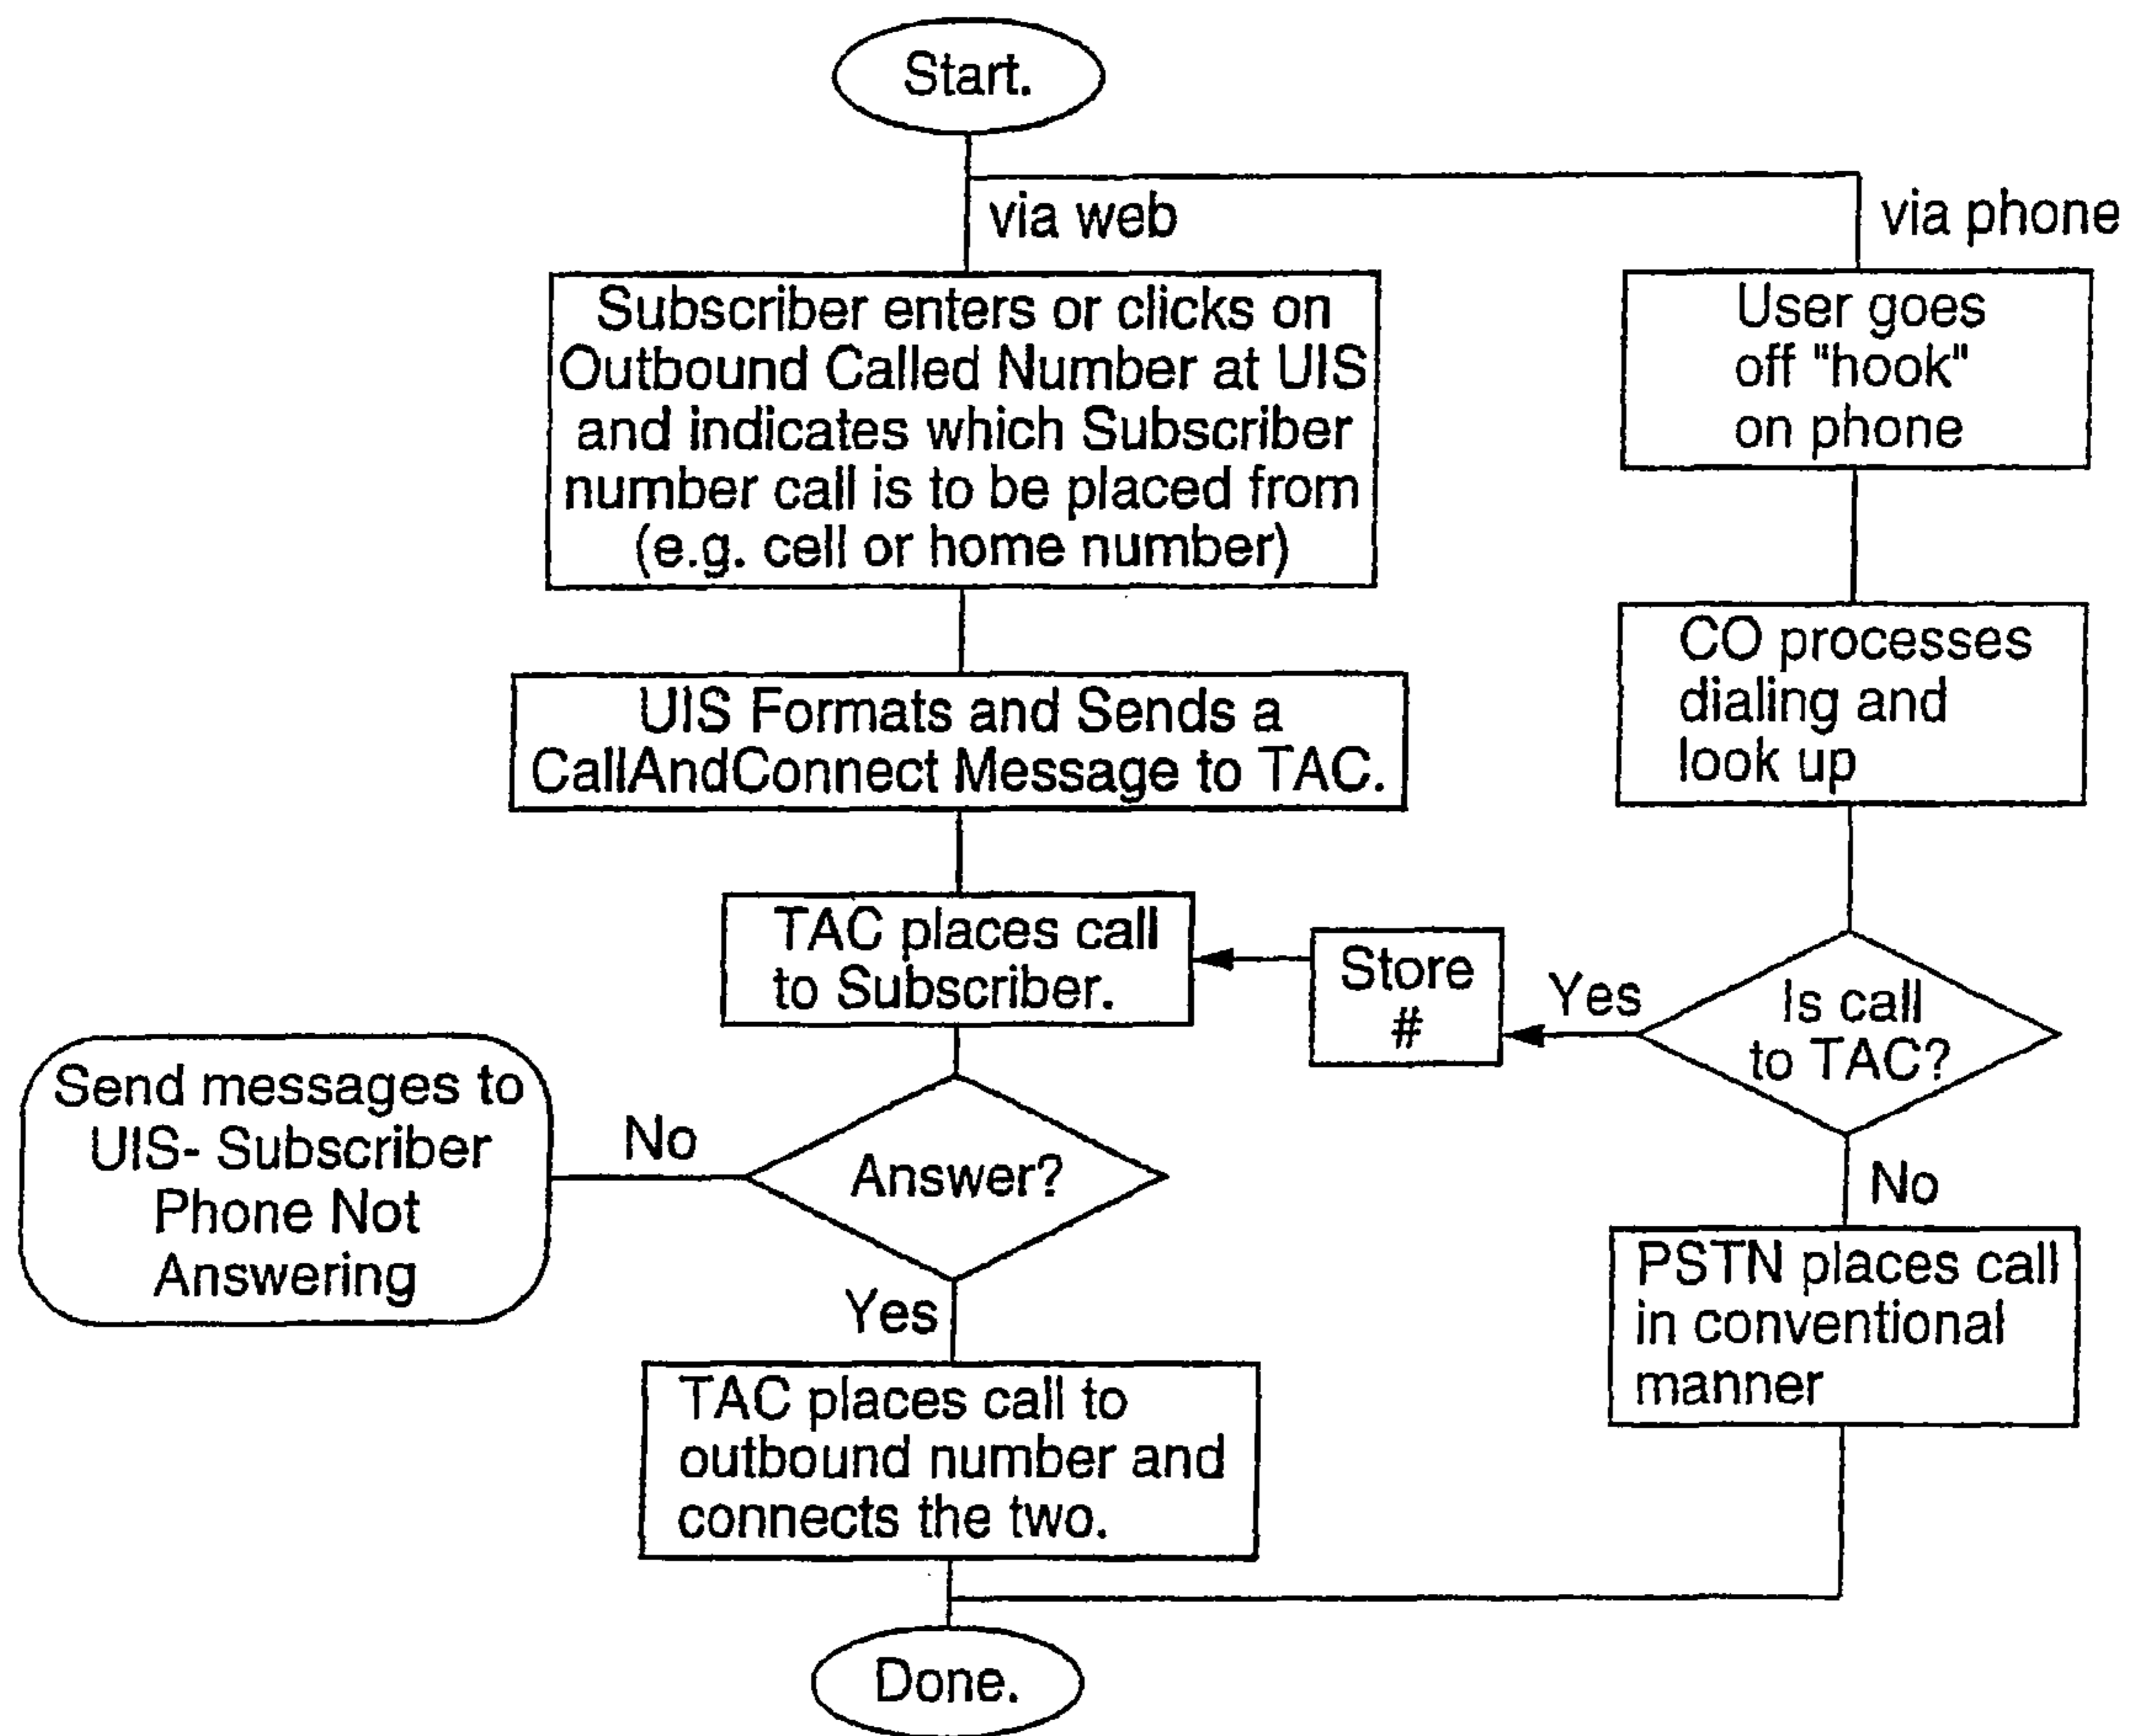 Start.
via web
via phone
Subscriber enters or clicks on
Outbound Called Number at UIS
and indicates which Subscriber
number call is to be placed from
(e.g. cell or home number)
User goes
off "hook"
on phone
UIS Formats and Sends a
CallAndConnect Message to TAC.
CO processes
dialing and
look up
TAC places call
to Subscriber.
Store
#
Yes
Is call
to TAC?
Send messages to
UIS- Subscriber
Phone Not
Answering
No
Answer?
No
Yes
PSTN places call
in conventional
manner
TAC places call to
outbound number and
connects the two.
Done.